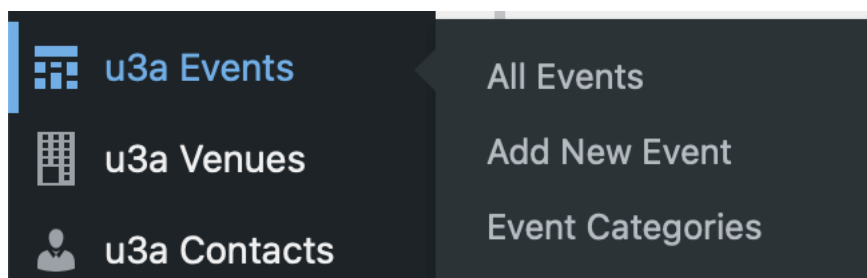 u3a Events
u3a Venues
u3a Contacts
All Events
Add New Event
Event Categories